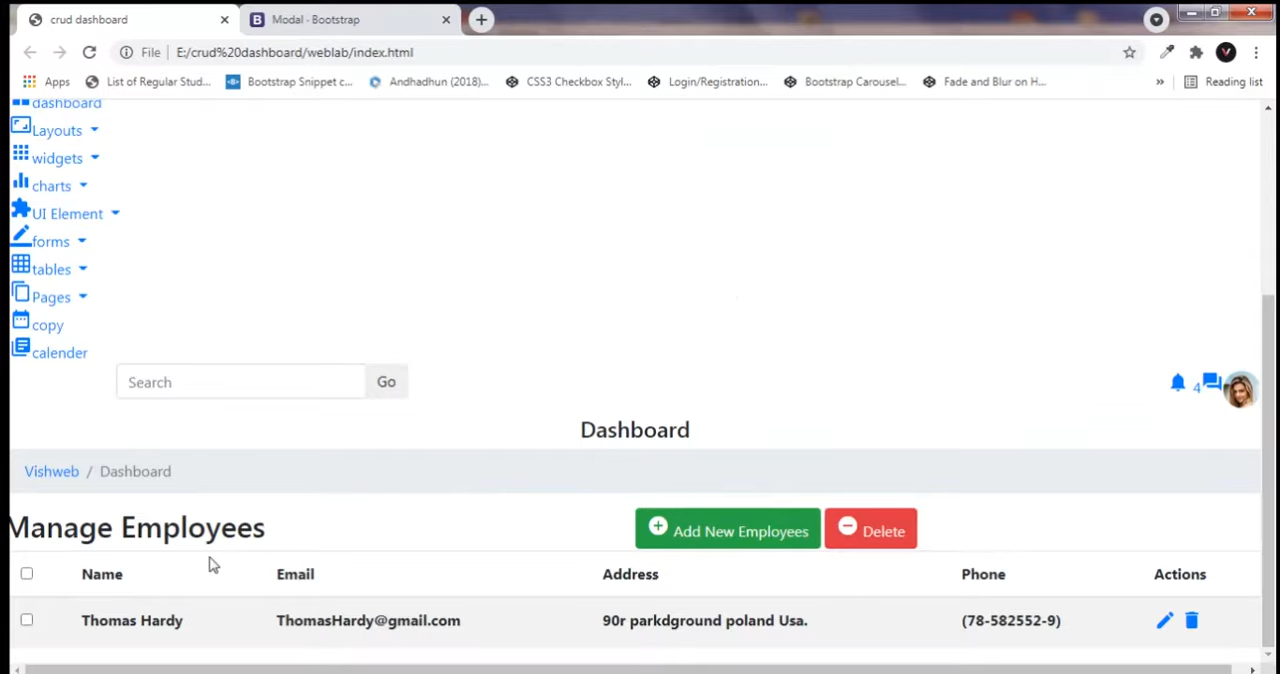 crud dashboard
Modal · Bootstrap
File | E:/crud%20dashboard/weblab/index.html
Apps List of Regular Stud... Bootstrap Snippet c... Andhadhun (2018)... CSS3 Checkbox Styl... Login/Registration... Bootstrap Carousel... Fade and Blur on H... » Reading list
dashboard
Layouts
widgets
charts
UI Element
forms
tables
Pages
copy
calender
Search Go 4
Dashboard
Vishweb / Dashboard
Manage Employees Add New Employees Delete
Name Email Address Phone Actions
Thomas Hardy ThomasHardy@gmail.com 90r parkdground poland Usa. (78-582552-9)